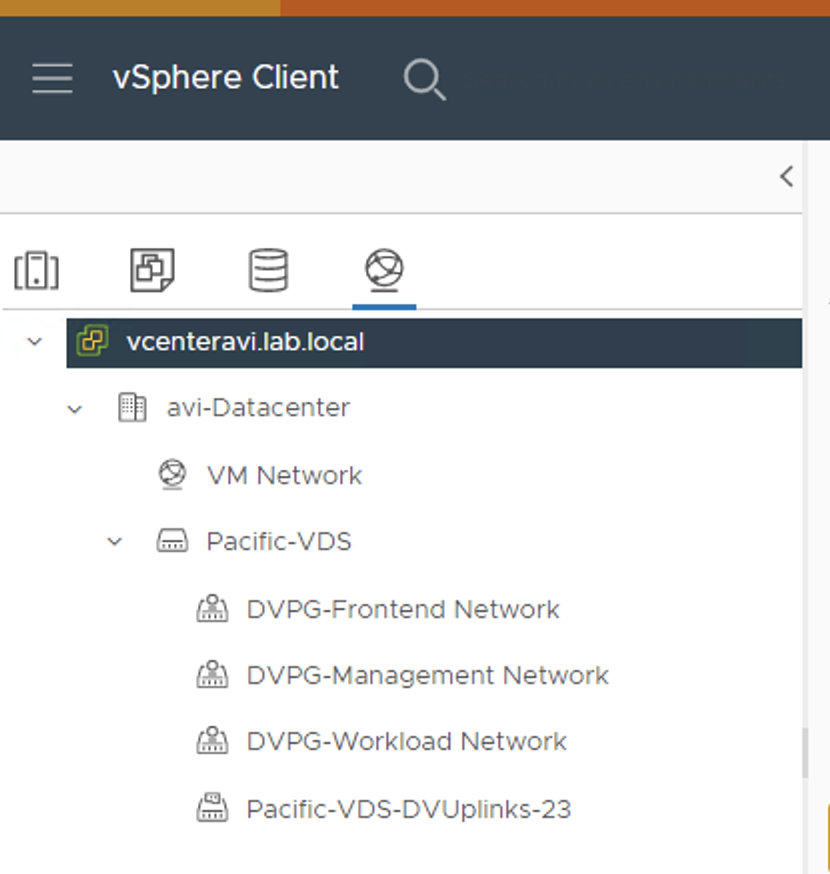 vSphere Client
vcenteravi.lab.local
avi-Datacenter
VM Network
Pacific-VDS
DVPG-Frontend Network
DVPG-Management Network
DVPG-Workload Network
Pacific-VDS-DVUplinks-23